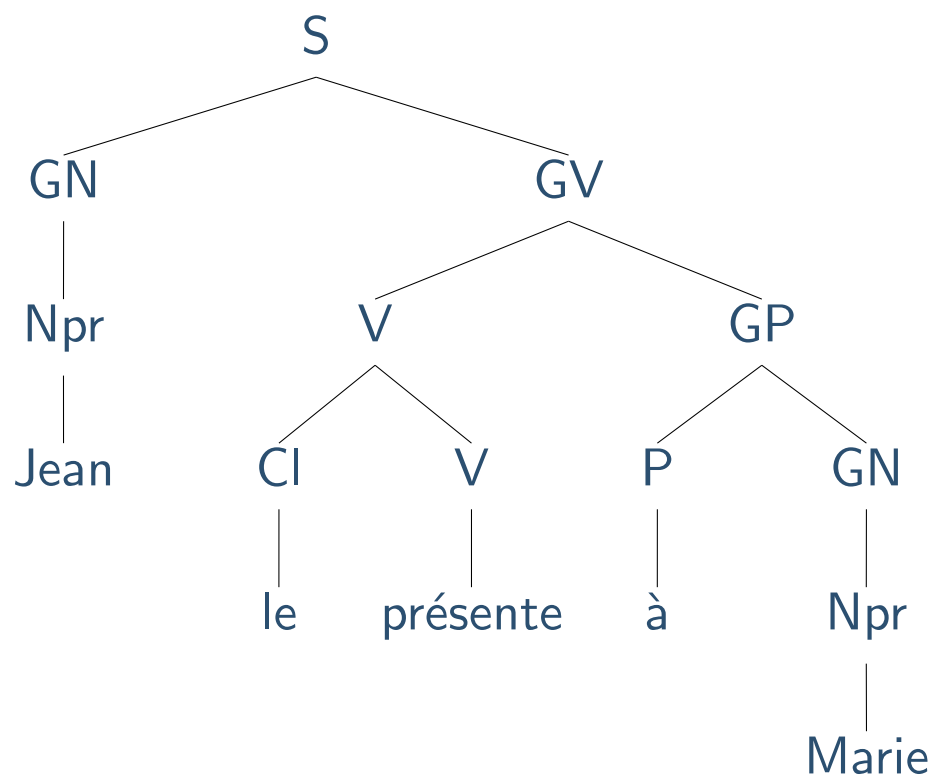 S
GN GV
Npr V GP
Jean Cl V P GN
le présente à Npr
Marie